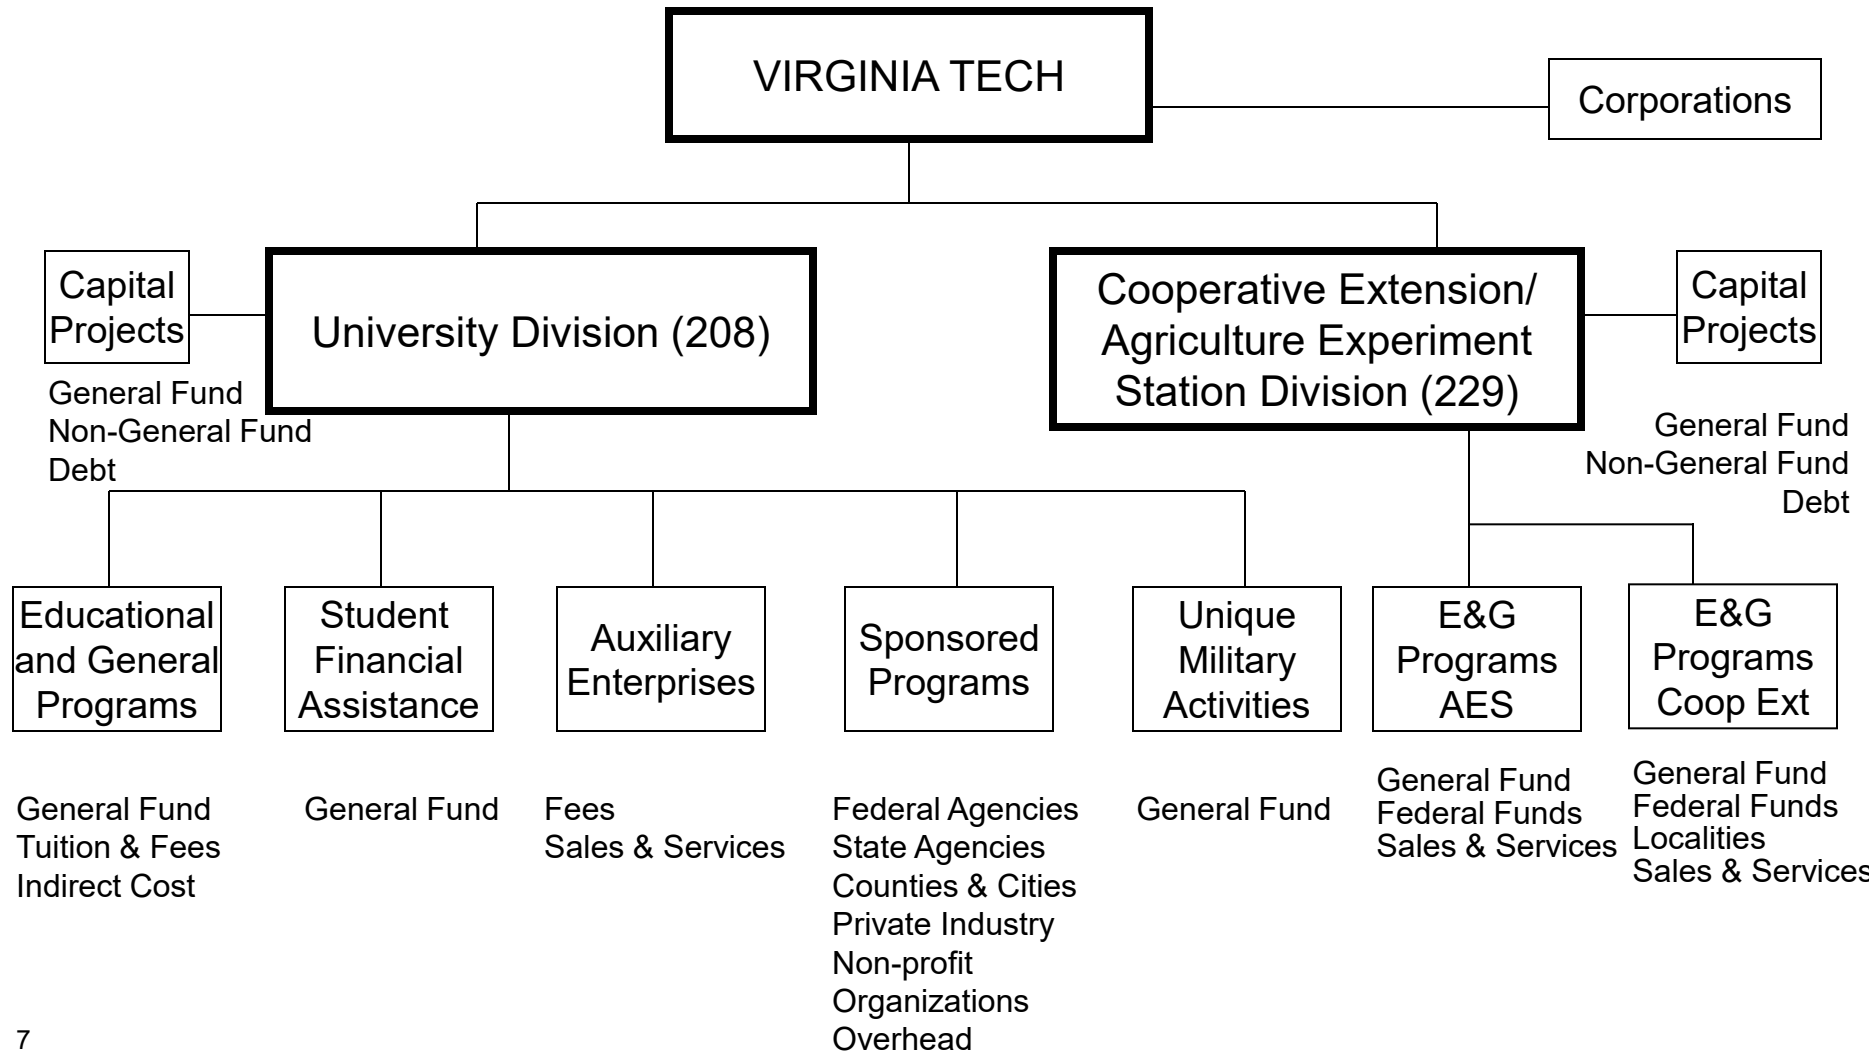 VIRGINIA TECH
Corporations
Capital
Projects
General Fund
Non-General Fund
Debt
University Division (208)
Cooperative Extension/
Agriculture Experiment
Station Division (229)
Capital
Projects
General Fund
Non-General Fund
Debt
Educational
and General
Programs
General Fund
Tuition & Fees
Indirect Cost
Student
Financial
Assistance
General Fund
Auxiliary
Enterprises
Fees
Sales & Services
Sponsored
Programs
Federal Agencies
State Agencies
Counties & Cities
Private Industry
Non-profit
Organizations
Overhead
Unique
Military
Activities
General Fund
E&G
Programs
AES
General Fund
Federal Funds
Sales & Services
E&G
Programs
Coop Ext
General Fund
Federal Funds
Localities
Sales & Services
7